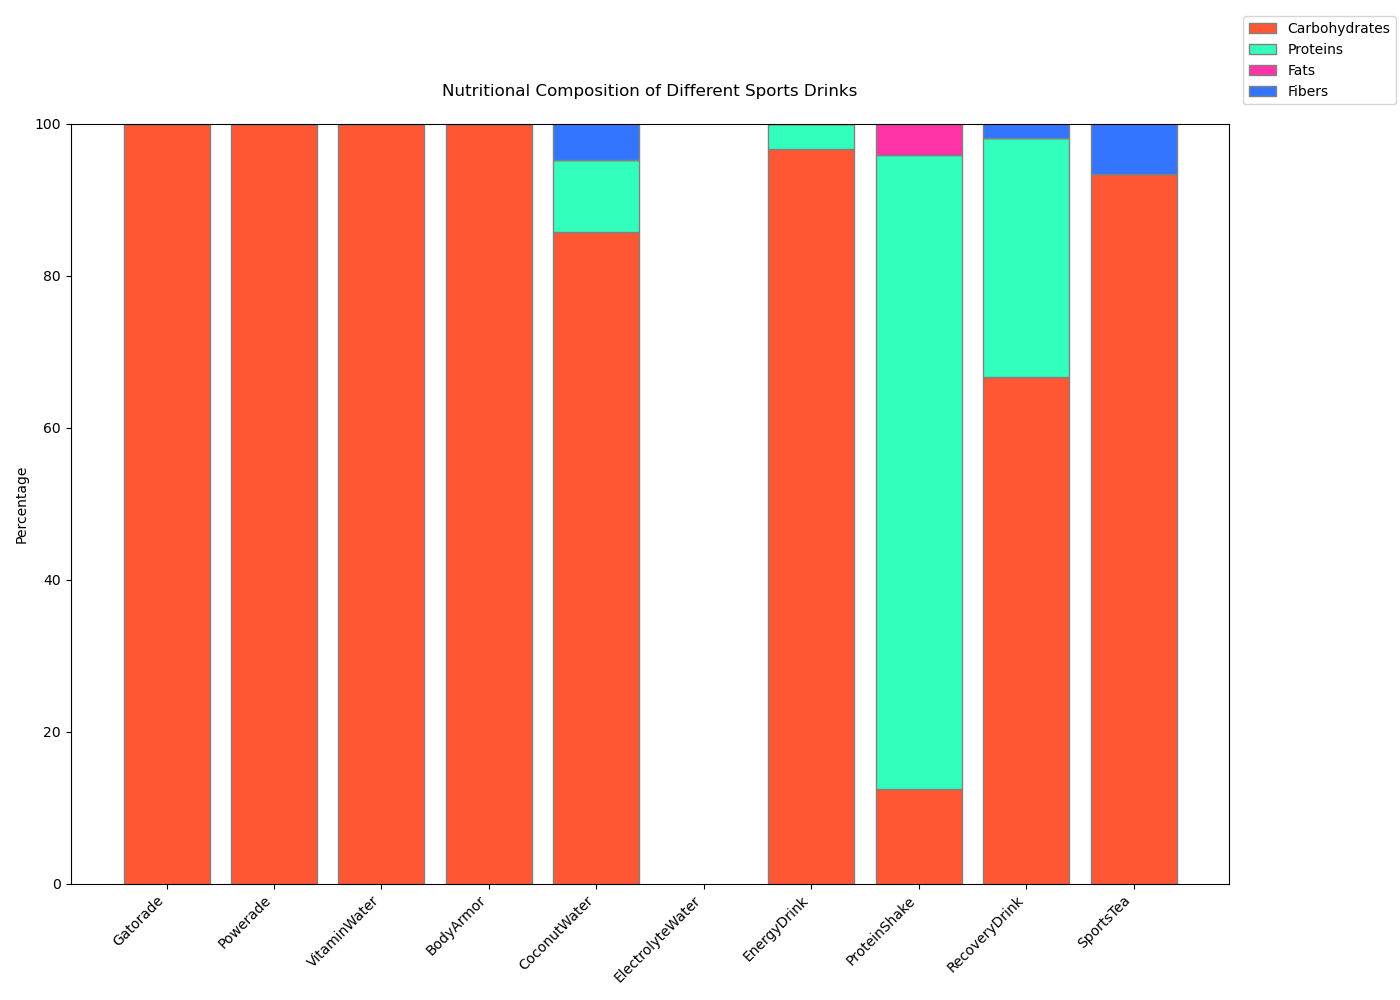 Carbohydrates
Proteins
Fats
Fibers
Nutritional Composition of Different Sports Drinks
100
80
60
40
20
0
Percentage
Gatorade
Powerade
VitaminWater
BodyArmor
CoconutWater
ElectrolyteWater
EnergyDrink
ProteinShake
RecoveryDrink
SportsTea